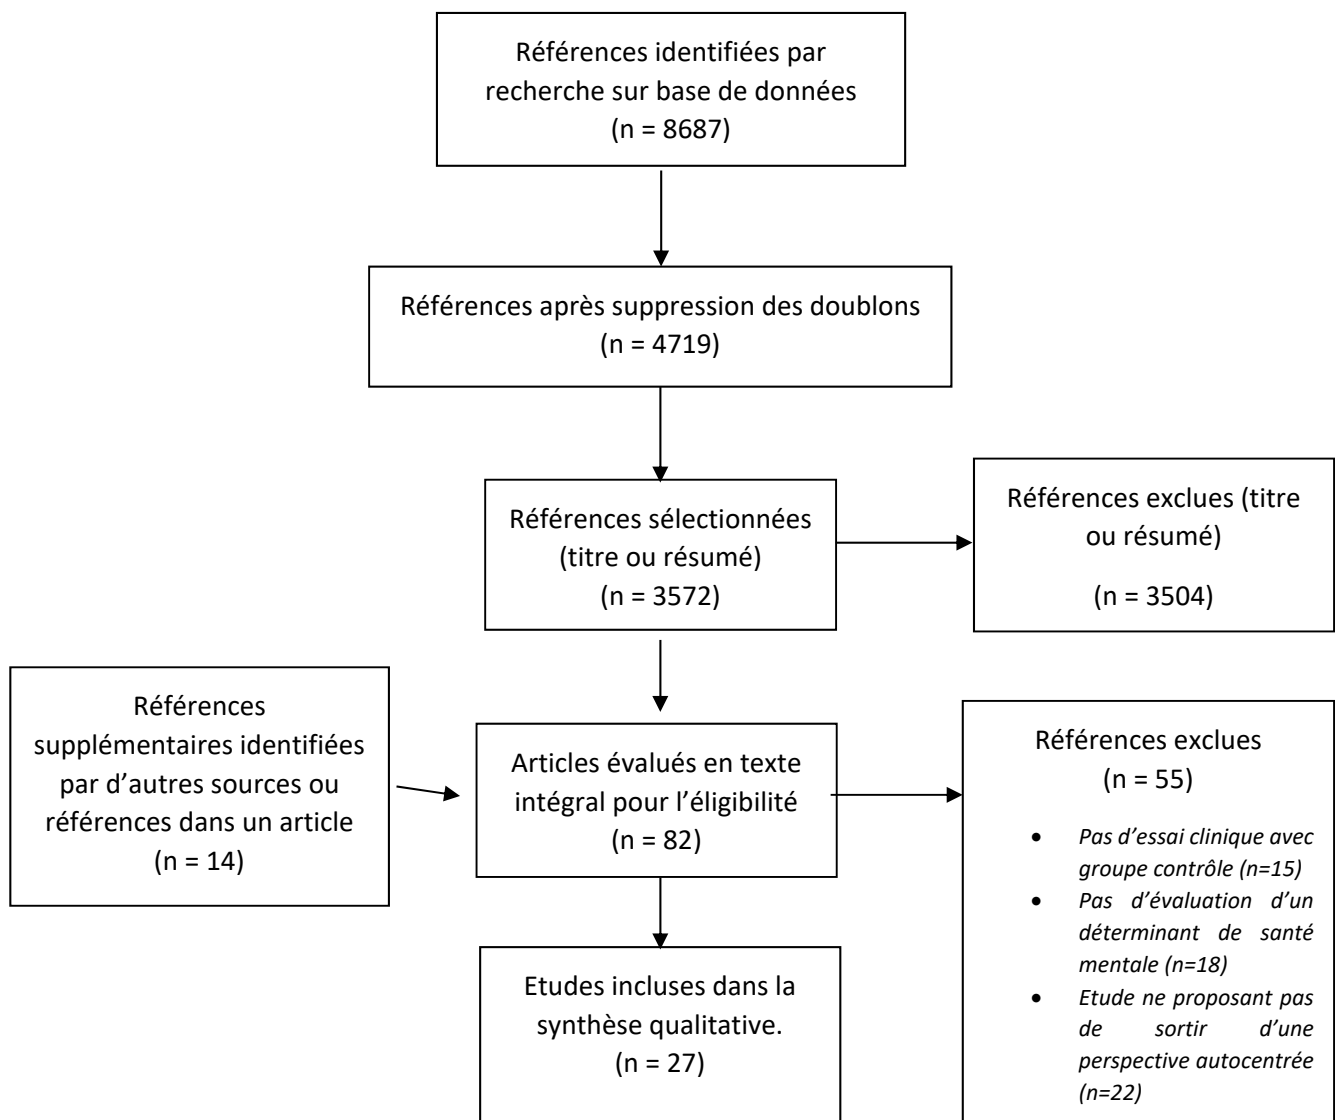 Références identifiées par
recherche sur base de données
(n = 8687)
Références après suppression des doublons
(n = 4719)
Références sélectionnées
(titre ou résumé)
(n = 3572)
Références exclues (titre
ou résumé)
(n = 3504)
Références
supplémentaires identifiées
par d’autres sources ou
références dans un article
(n = 14)
Articles évalués en texte
intégral pour l’éligibilité
(n = 82)
Références exclues
(n = 55)
• Pas d’essai clinique avec
groupe contrôle (n=15)
• Pas d’évaluation d’un
déterminant de santé
mentale (n=18)
• Etude ne proposant pas
de sortir d’une
perspective autocentrée
(n=22)
Etudes incluses dans la
synthèse qualitative.
(n = 27)